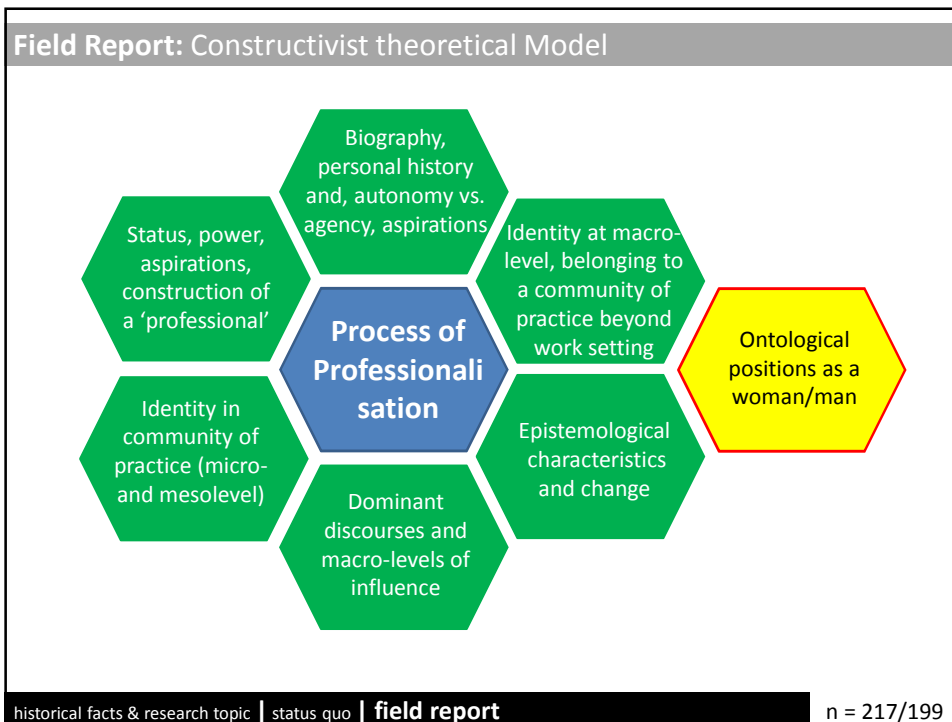 Field Report: Constructivist theoretical Model
Biography,
personal history
and, autonomy vs.
agency, aspirations
Status, power,
aspirations,
construction of
a ‘professional’
Identity at macro-
level, belonging to
a community of
practice beyond
work setting
Process of
Professionali
sation
Ontological
positions as a
woman/man
Identity in
community of
practice (micro-
and mesolevel)
Epistemological
characteristics
and change
Dominant
discourses and
macro-levels of
influence
historical facts & research topic | status quo | field report
n = 217/199